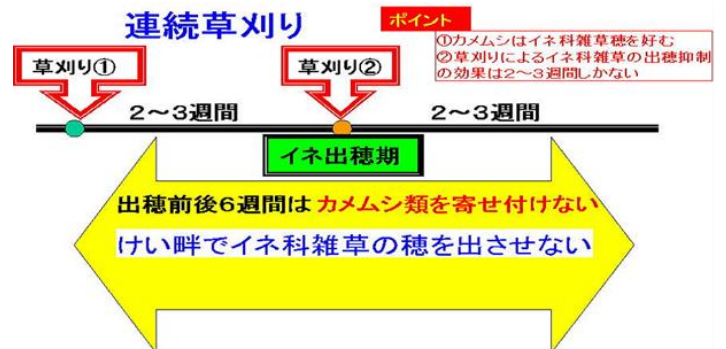 連続草刈り
ポイント
①カメムシはイネ科雑草穂を好む
②草刈りによるイネ科雑草の出穂抑制
の効果は2～3週間しかない
草刈り①
草刈り②
2～3週間
2～3週間
イネ出穂期
出穂前後6週間はカメムシ類を寄せ付けない
けい畔でイネ科雑草の穂を出させない